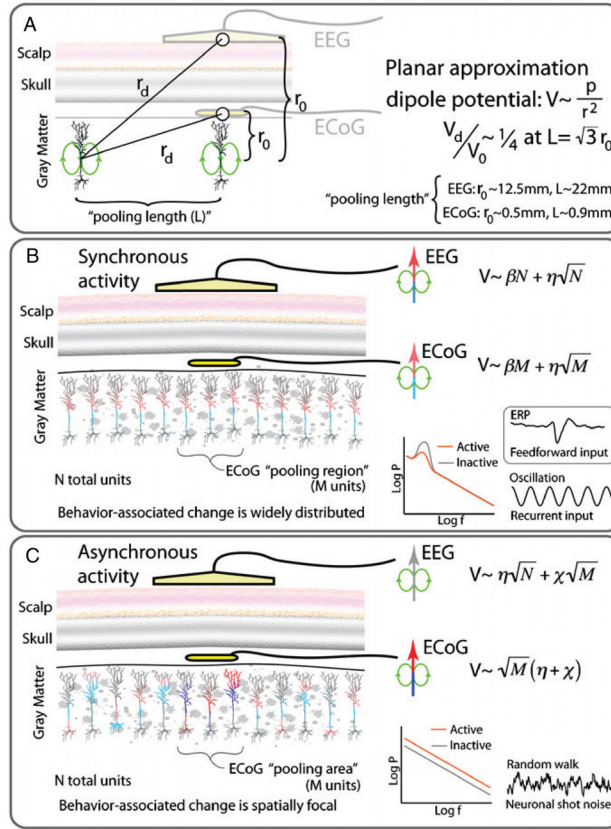 A
EEG
Scalp
Skull
Gray Matter
r_d
r_0
ECoG
r_d
r_0
"pooling length (L)"
Planar approximation
dipole potential: V~ p/r²
V_d/V_0 ~ 1/4 at L= √3 r_0
"pooling length"
EEG: r_0~12.5mm, L~22mm
ECoG: r_0~0.5mm, L~0.9mm
B
Synchronous
activity
Scalp
Skull
Gray Matter
EEG
V~ βN + η√N
ECoG
V~ βM + η√M
N total units
ECoG "pooling region"
(M units)
Behavior-associated change is widely distributed
Log P
Active
Inactive
Log f
ERP
Feedforward input
Oscillation
Recurrent input
C
Asynchronous
activity
Scalp
Skull
Gray Matter
EEG
V~ η√N + χ√M
ECoG
V~ √M(η + χ)
N total units
ECoG "pooling area"
(M units)
Behavior-associated change is spatially focal
Log P
Active
Inactive
Log f
Random walk
Neuronal shot noise